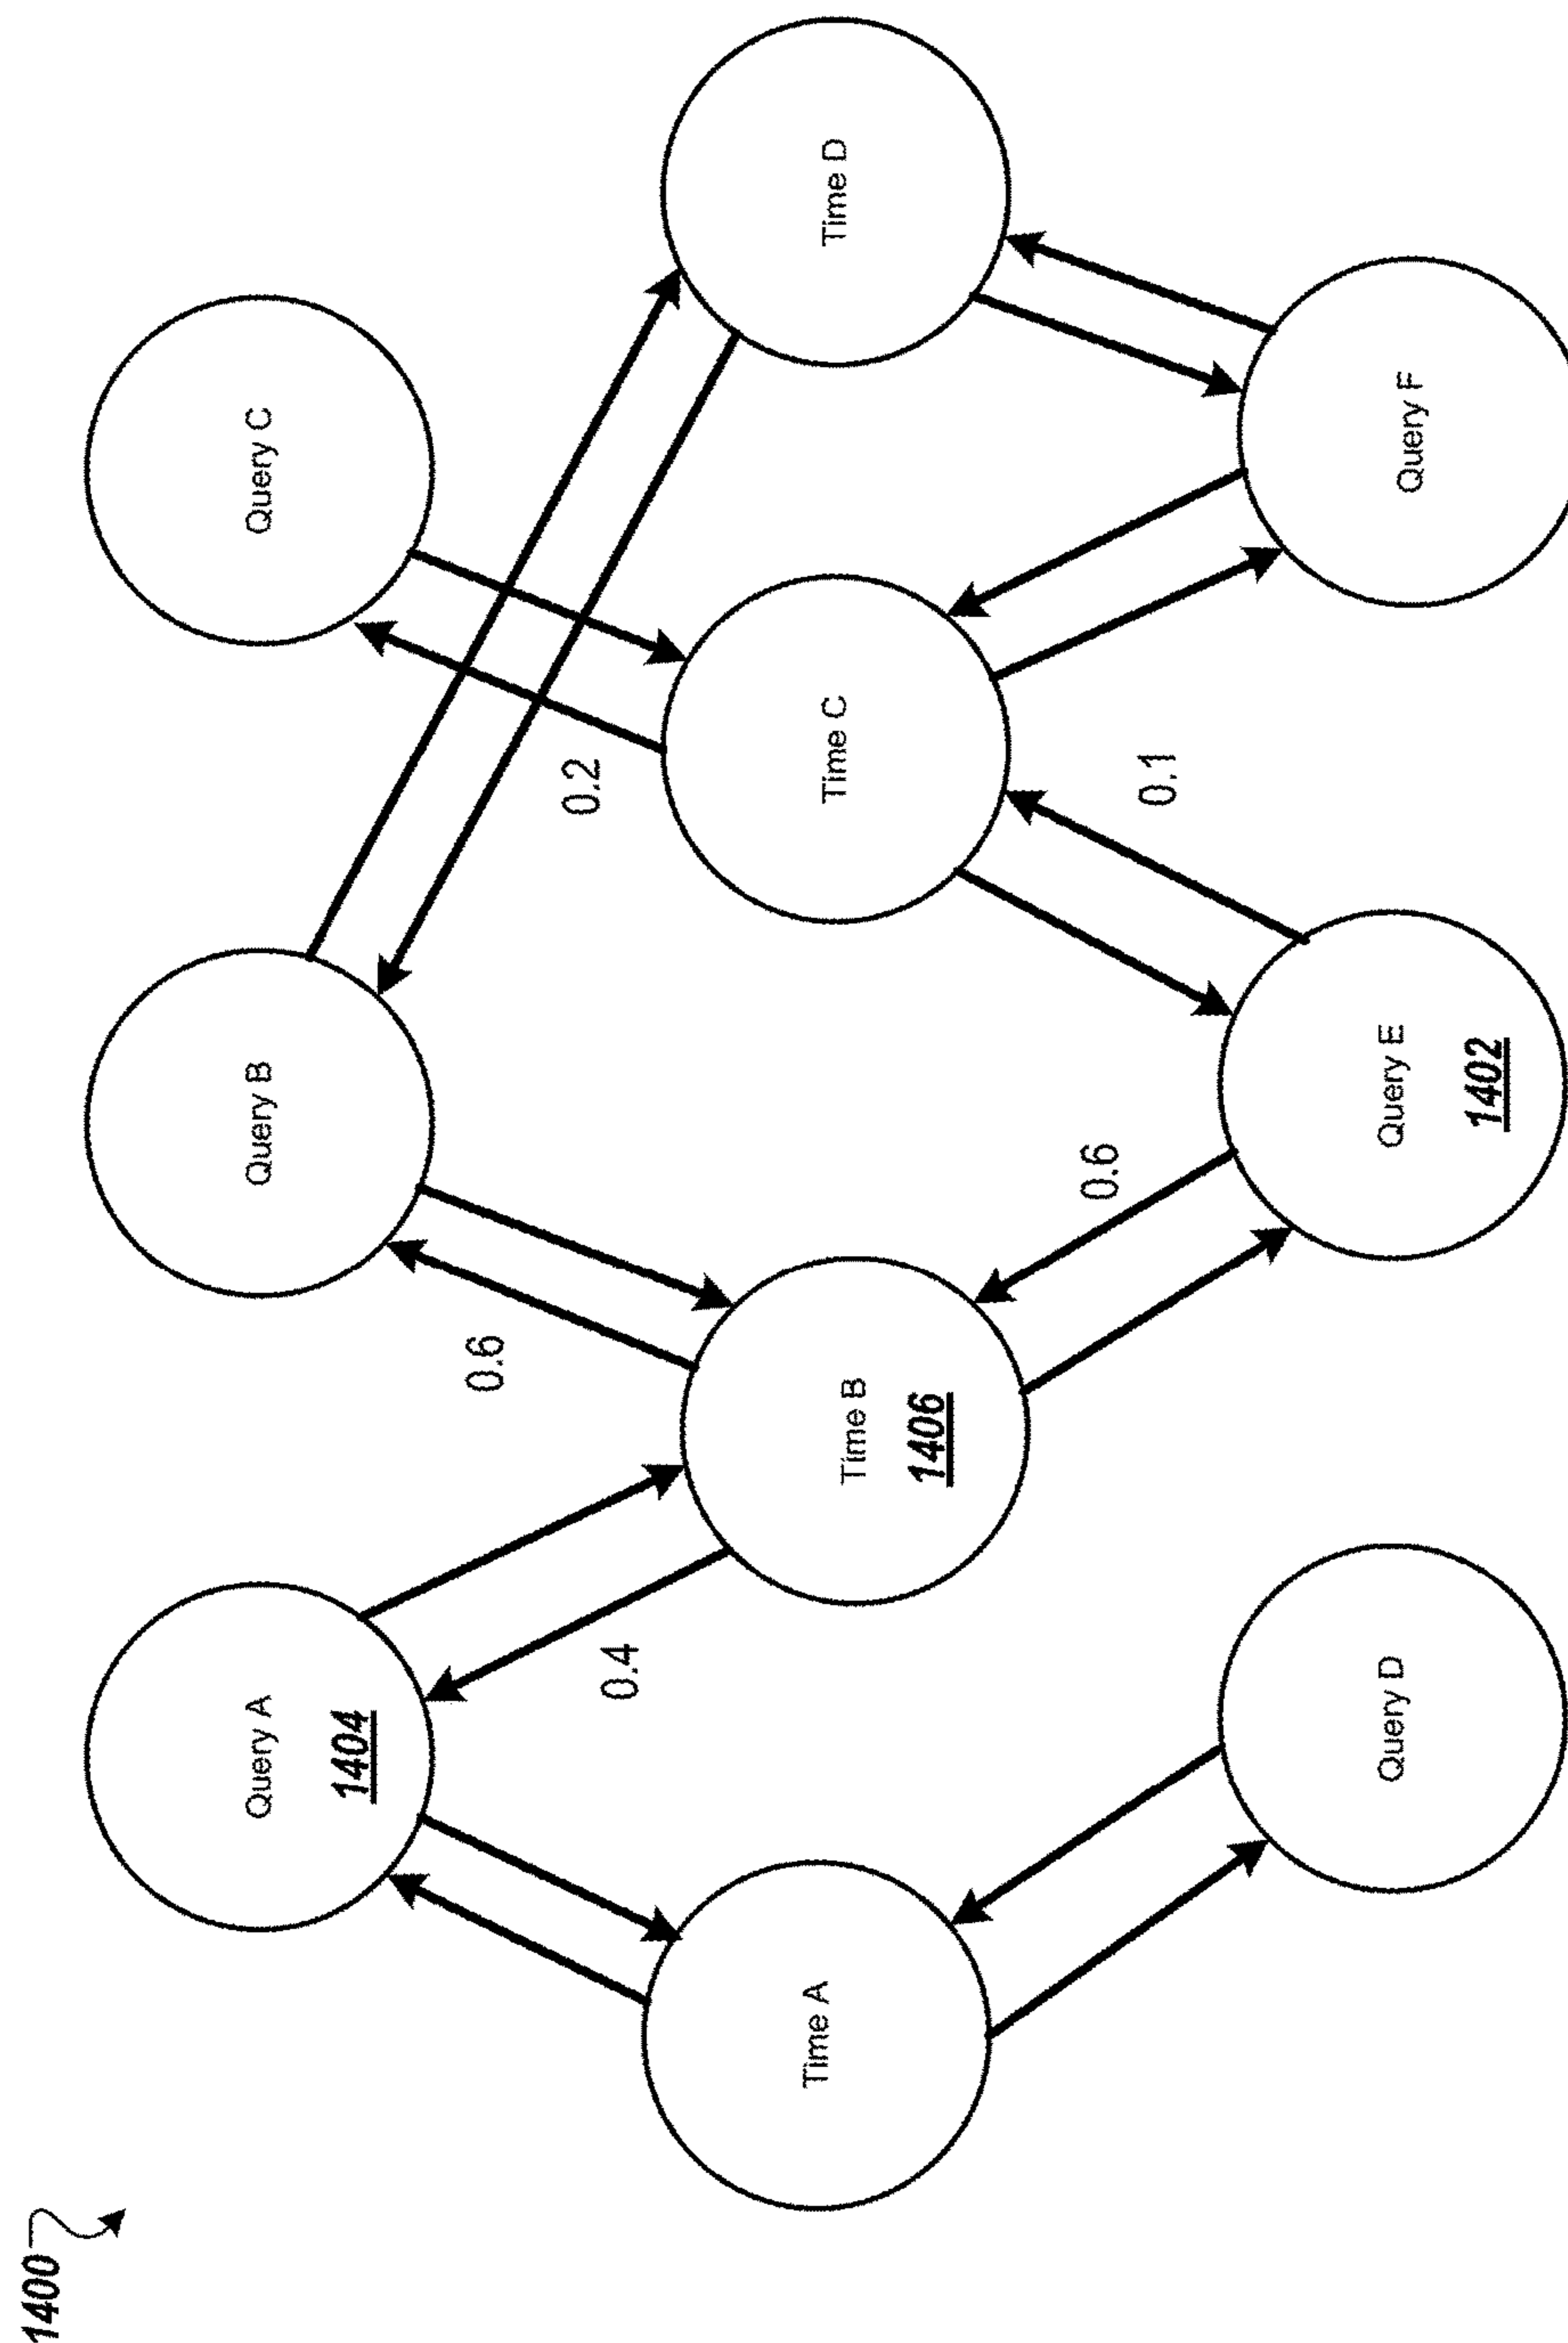 1400
Query A
1404
Query B
Query C
0.4
0.6
0.2
Time A
Time B
1406
Time C
Time D
0.6
0.1
Query D
Query E
1402
Query F